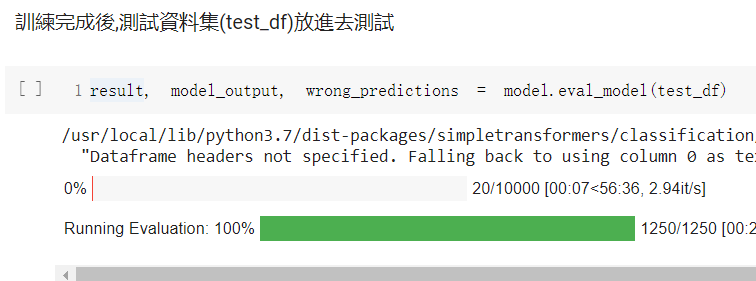 訓練完成後,測試資料集(test_df)放進去測試
[ ] 1 result, model_output, wrong_predictions = model.eval_model(test_df)
/usr/local/lib/python3.7/dist-packages/simpletransformers/classification
"Dataframe headers not specified. Falling back to using column 0 as te
0% 20/10000 [00:07<56:36, 2.94it/s]
Running Evaluation: 100% 1250/1250 [00:2